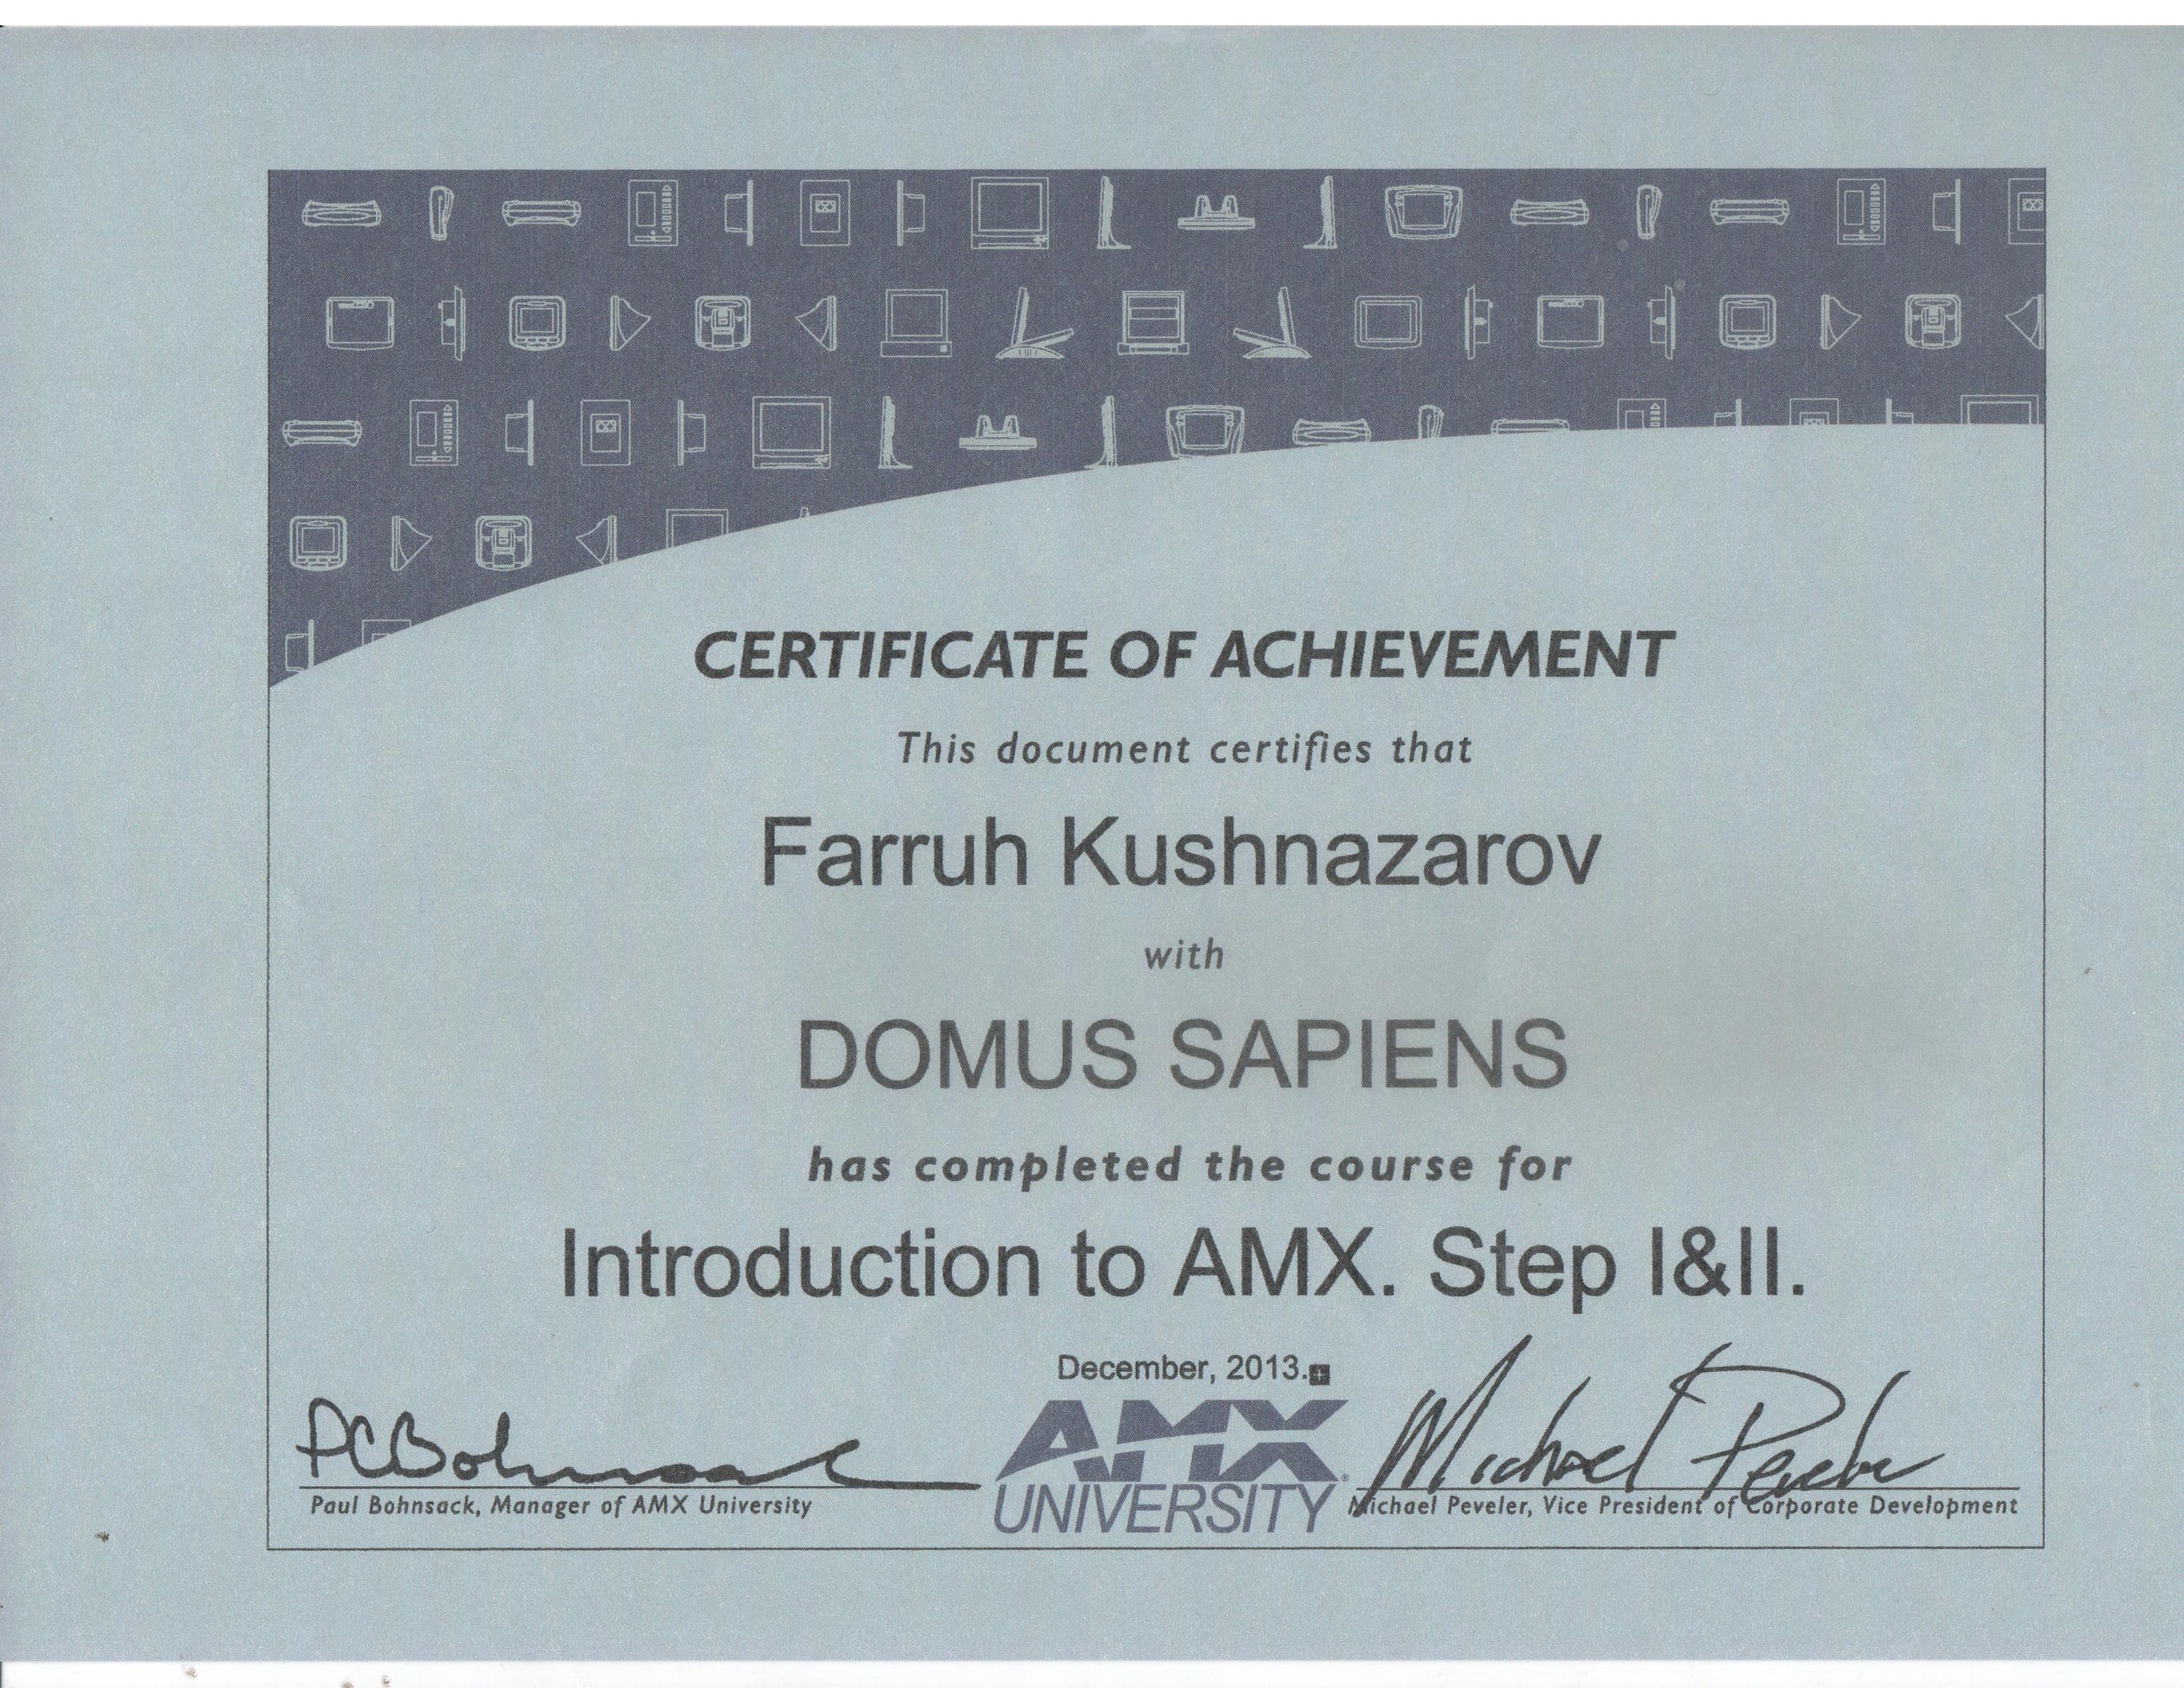 CERTIFICATE OF ACHIEVEMENT
This document certifies that
Farruh Kushnazarov
with
DOMUS SAPIENS
has completed the course for
Introduction to AMX. Step I&II.
December, 2013.
PCBohnsack
Michael Peveler
AMX
UNIVERSITY
Paul Bohnsack, Manager of AMX University
Michael Peveler, Vice President of Corporate Development